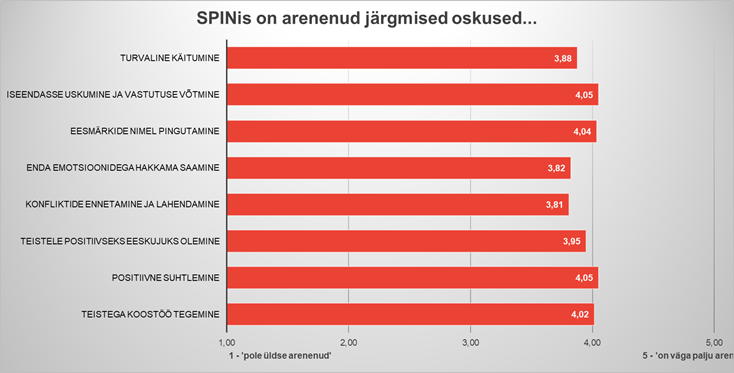 SPINis on arenenud järgmised oskused...
TURVALINE KÄITUMINE 3,88
ISEENDASSE USKUMINE JA VASTUTUSE VÕTMINE 4,05
EESMÄRKIDE NIMEL PINGUTAMINE 4,04
ENDA EMOTSIOONIDEGA HAKKAMA SAAMINE 3,82
KONFLIKTIDE ENNETAMINE JA LAHENDAMINE 3,81
TEISTELE POSITIIVSEKS EESKUJUKS OLEMINE 3,95
POSITIIVNE SUHTLEMINE 4,05
TEISTEGA KOOSTÖÖ TEGEMINE 4,02
1,00 2,00 3,00 4,00 5,00
1 - 'pole üldse arenenud' 5 - 'on väga palju aren